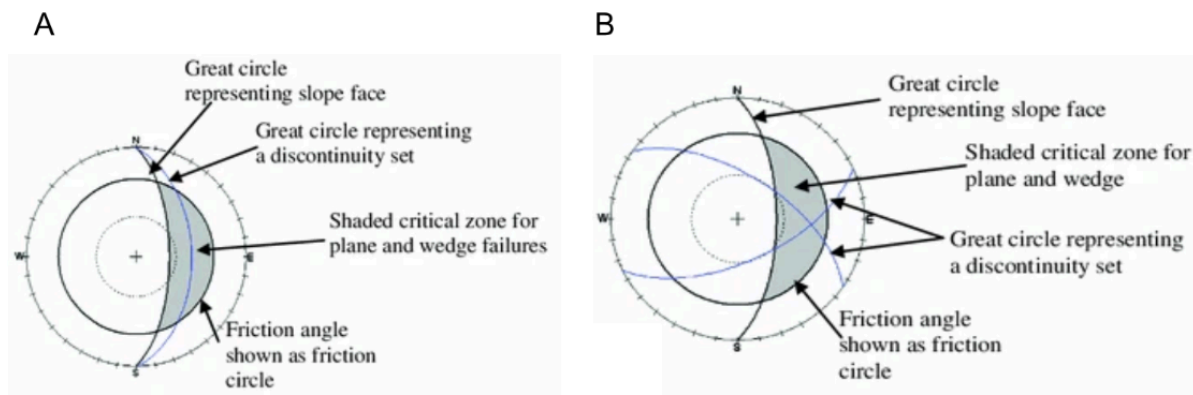 A
Great circle
representing slope face
Great circle representing
a discontinuity set
Shaded critical zone for
plane and wedge failures
Friction angle
shown as friction
circle
N
W
E
S
B
Great circle
representing slope face
Shaded critical zone for
plane and wedge
Great circle representing
a discontinuity set
Friction angle
shown as friction
circle
N
W
E
S